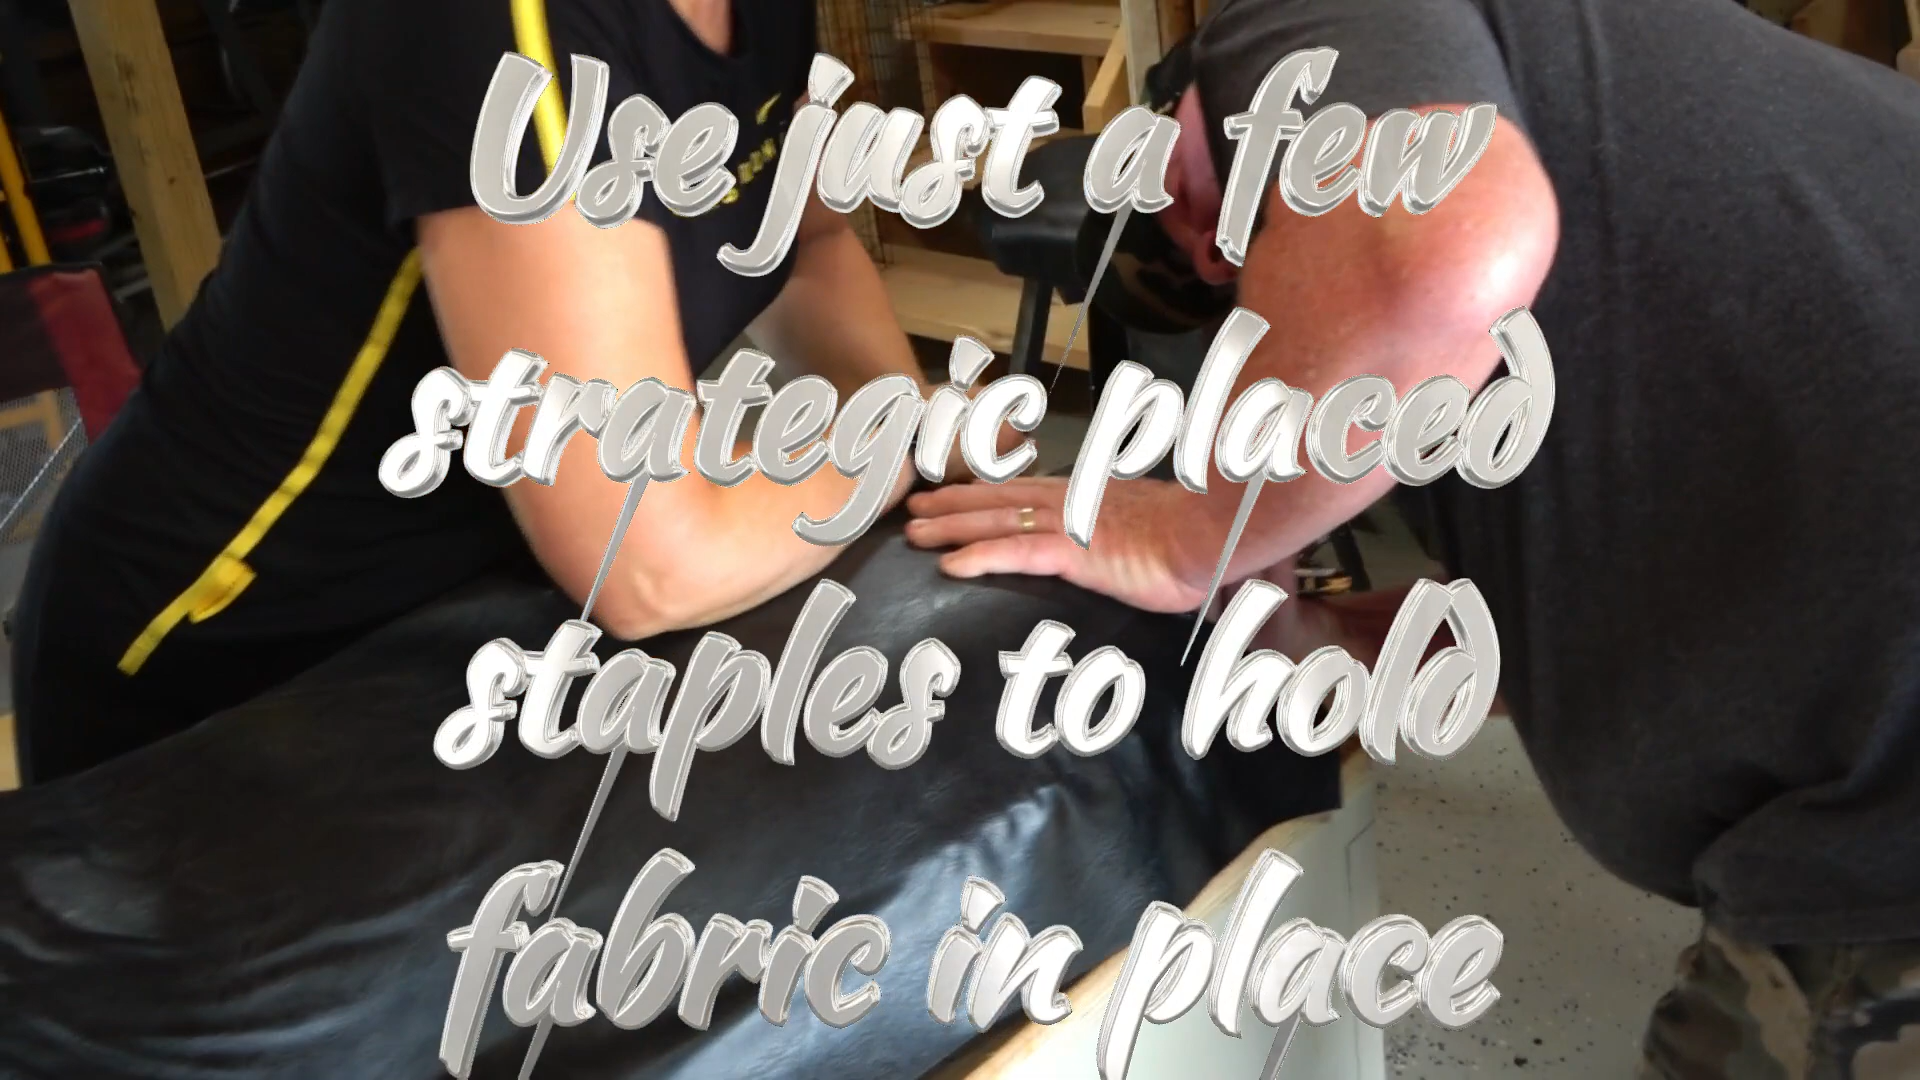 Use just a few
strategic placed
staples to hold
fabric in place